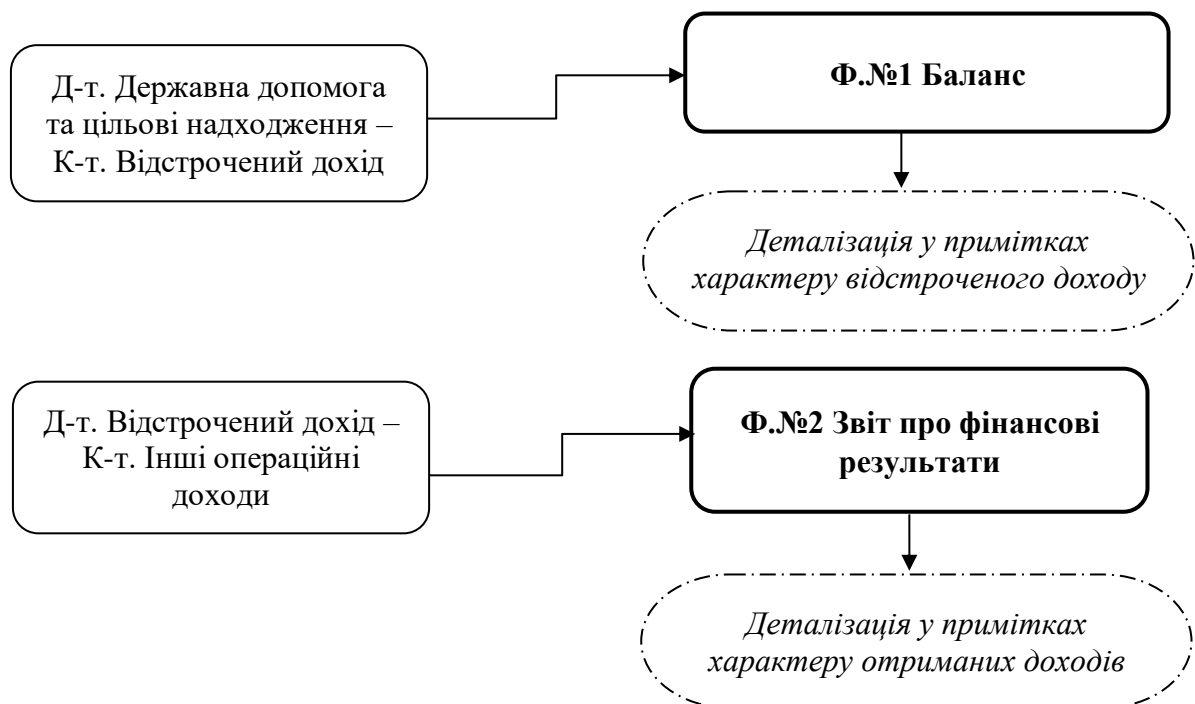 Д-т. Державна допомога
та цільові надходження –
К-т. Відстрочений дохід
Ф.№1 Баланс
Деталізація у примітках
характеру відстроченого доходу
Д-т. Відстрочений дохід –
К-т. Інші операційні
доходи
Ф.№2 Звіт про фінансові
результати
Деталізація у примітках
характеру отриманих доходів